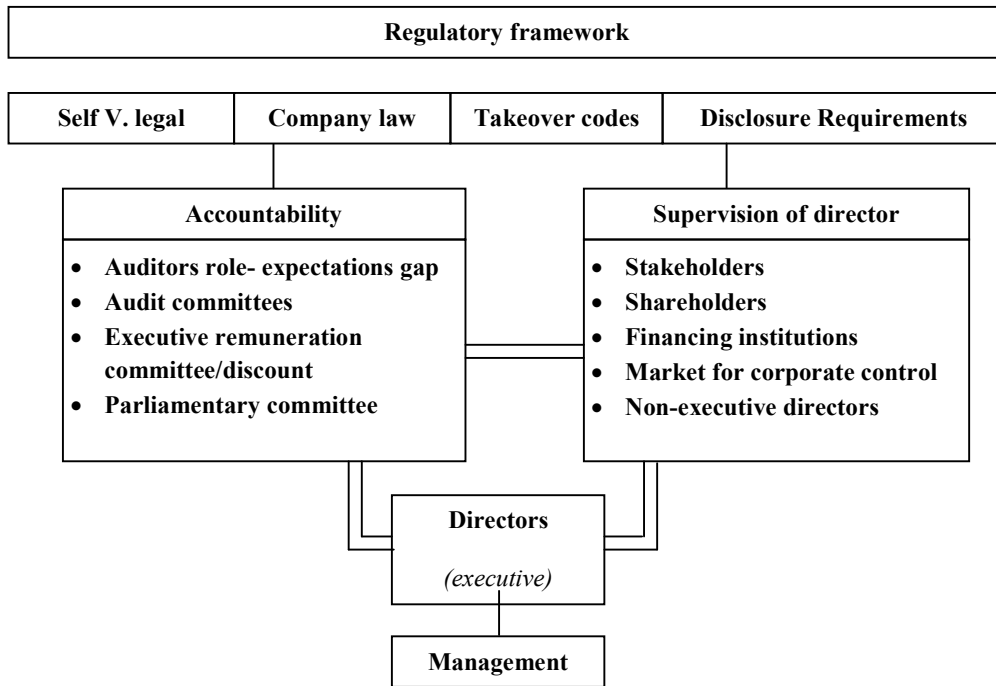 Regulatory framework
Self V. legal
Company law
Takeover codes
Disclosure Requirements
Accountability
• Auditors role- expectations gap
• Audit committees
• Executive remuneration
committee/discount
• Parliamentary committee
Supervision of director
• Stakeholders
• Shareholders
• Financing institutions
• Market for corporate control
• Non-executive directors
Directors
(executive)
Management